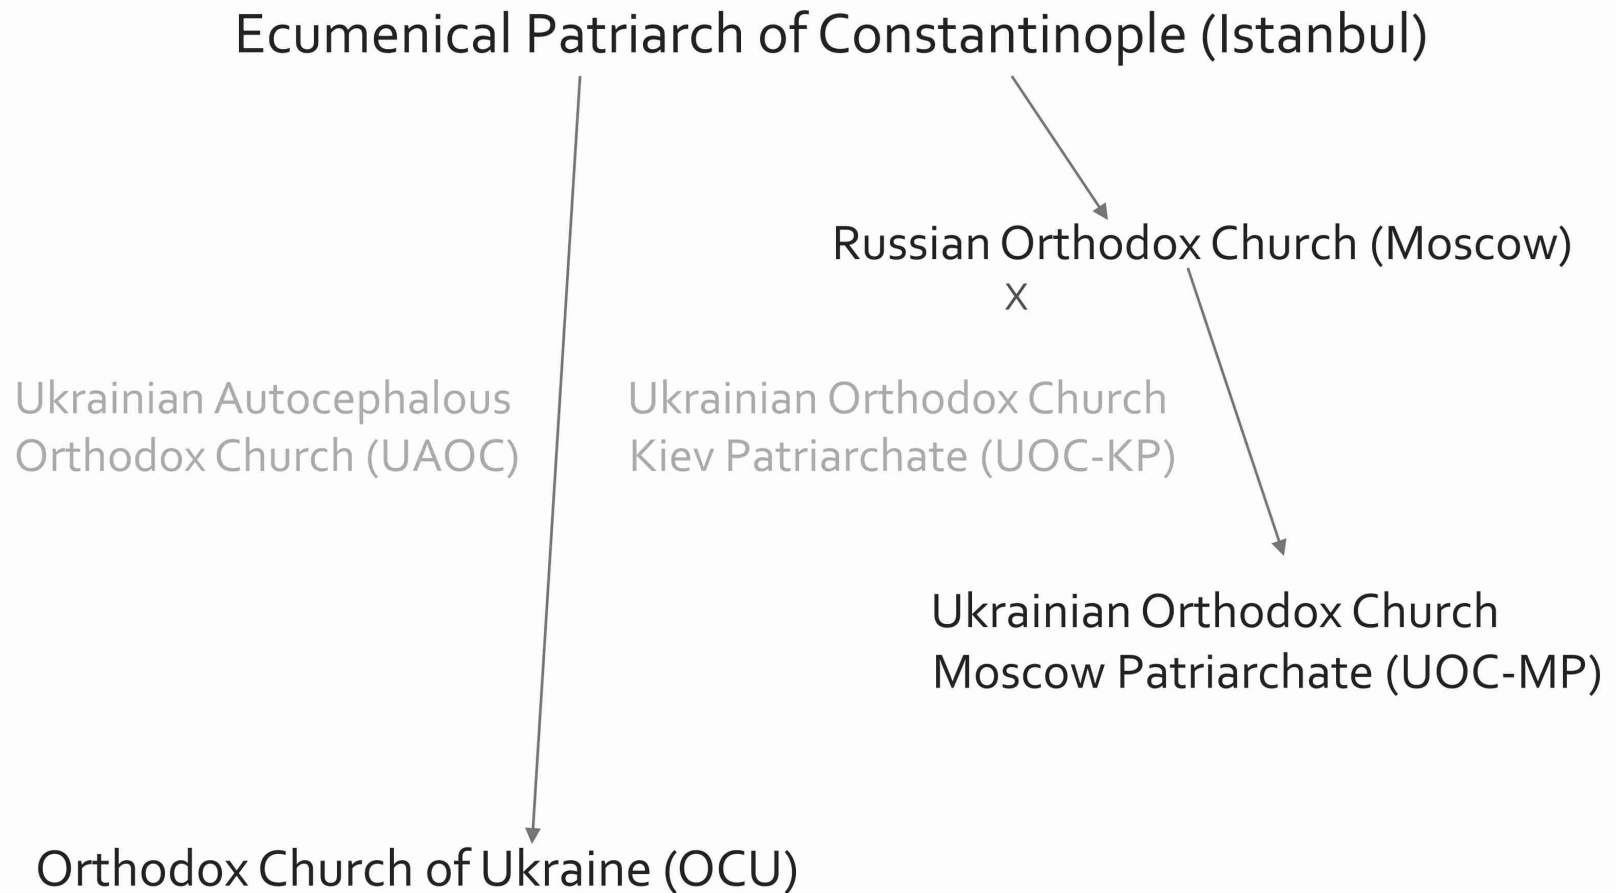 Ecumenical Patriarch of Constantinople (Istanbul)
Russian Orthodox Church (Moscow)
X
Ukrainian Autocephalous
Orthodox Church (UAOC)
Ukrainian Orthodox Church
Kiev Patriarchate (UOC-KP)
Ukrainian Orthodox Church
Moscow Patriarchate (UOC-MP)
Orthodox Church of Ukraine (OCU)